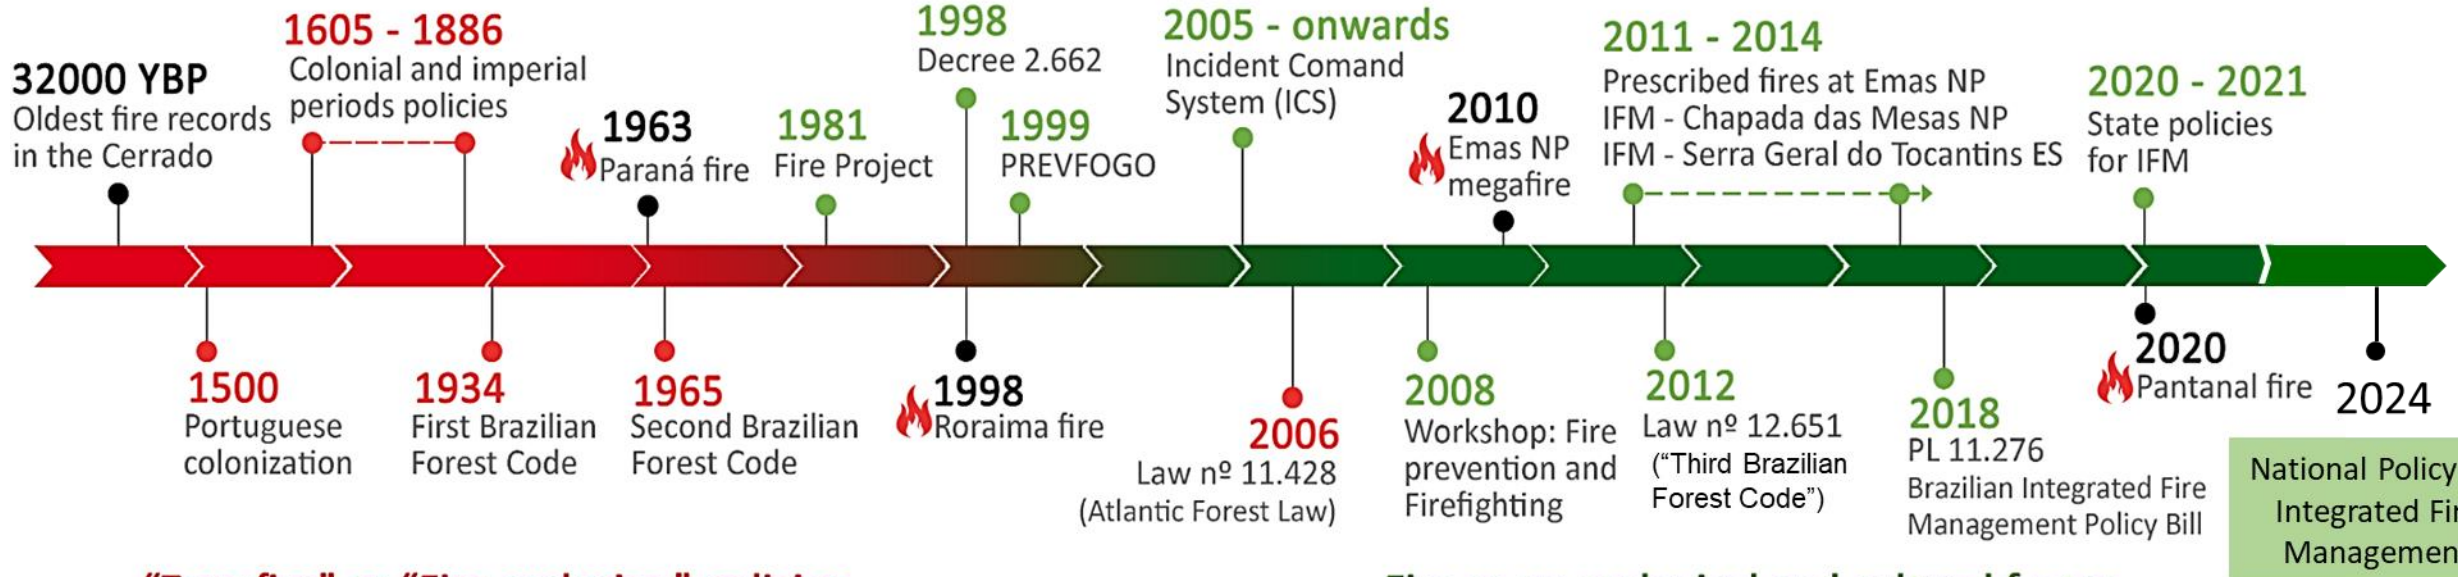 32000 YBP
Oldest fire records
in the Cerrado
1605 - 1886
Colonial and imperial
periods policies
1963
Paraná fire
1981
Fire Project
1998
Decree 2.662
1999
PREVFOGO
2005 - onwards
Incident Comand
System (ICS)
2010
Emas NP
megafire
2011 - 2014
Prescribed fires at Emas NP
IFM - Chapada das Mesas NP
IFM - Serra Geral do Tocantins ES
2020 - 2021
State policies
for IFM
1500
Portuguese
colonization
1934
First Brazilian
Forest Code
1965
Second Brazilian
Forest Code
1998
Roraima fire
2006
Law nº 11.428
(Atlantic Forest Law)
2008
Workshop: Fire
prevention and
Firefighting
2012
Law nº 12.651
(“Third Brazilian
Forest Code”)
2018
PL 11.276
Brazilian Integrated Fire
Management Policy Bill
2020
Pantanal fire
2024
National Policy
Integrated